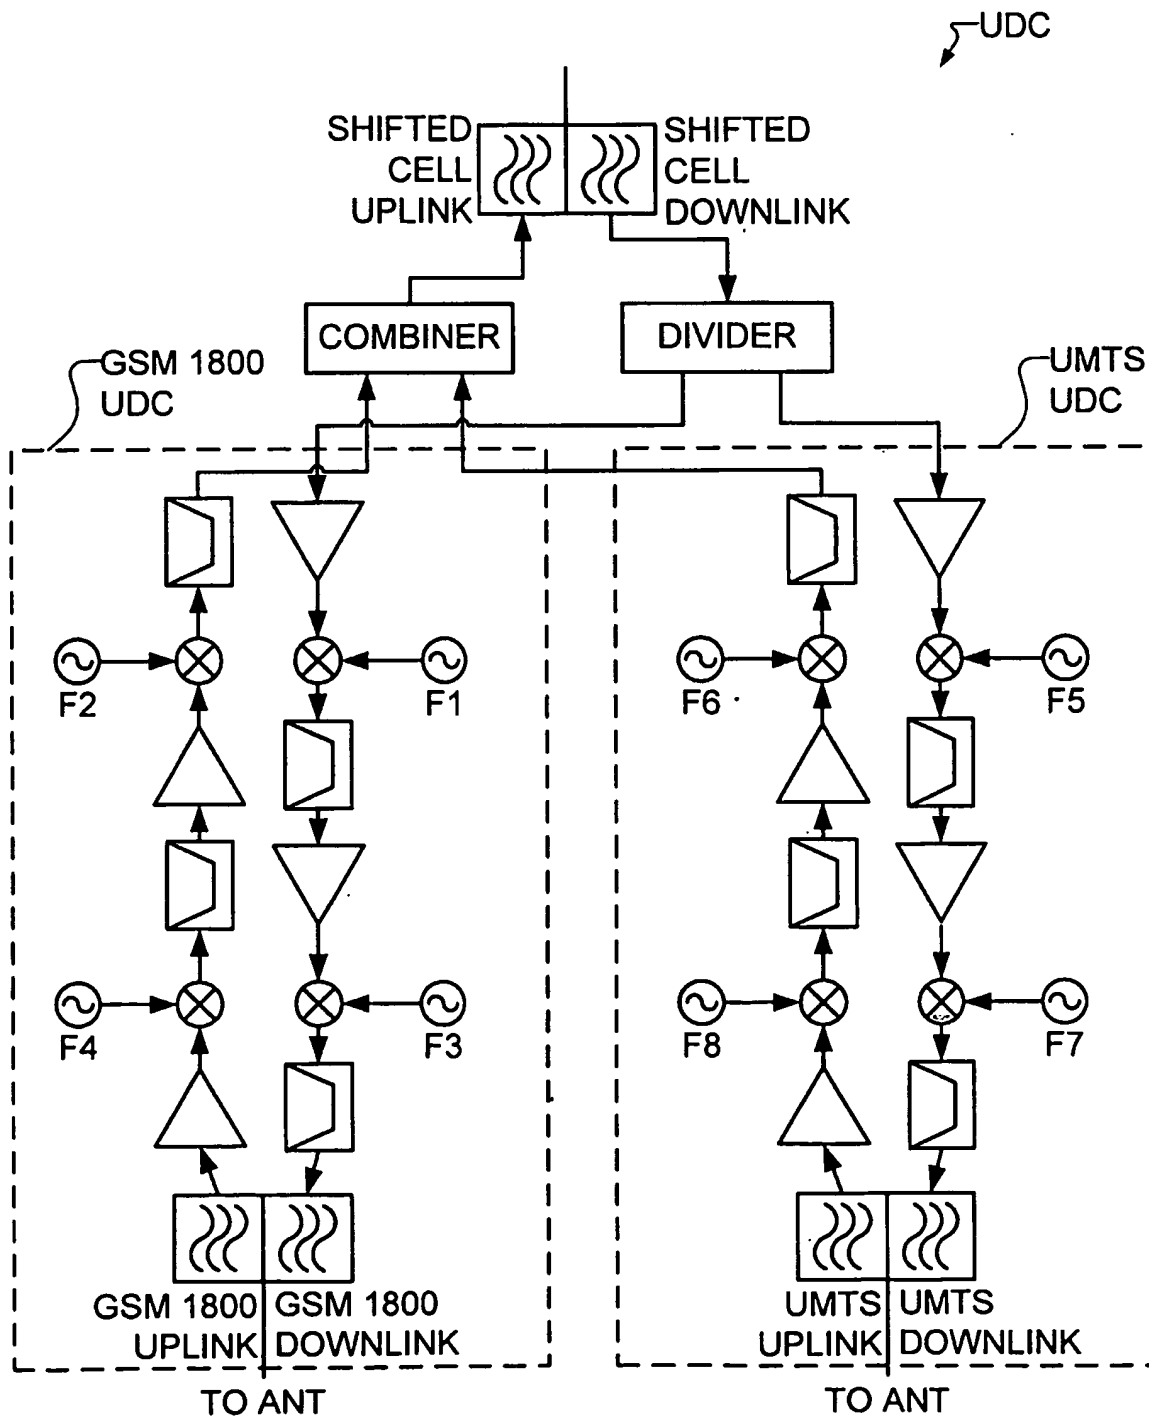 UDC
SHIFTED
CELL
UPLINK
SHIFTED
CELL
DOWNLINK
COMBINER
DIVIDER
GSM 1800
UDC
UMTS
UDC
F2
F1
F6
F5
F4
F3
F8
F7
GSM 1800
UPLINK
GSM 1800
DOWNLINK
UMTS
UPLINK
UMTS
DOWNLINK
TO ANT
TO ANT